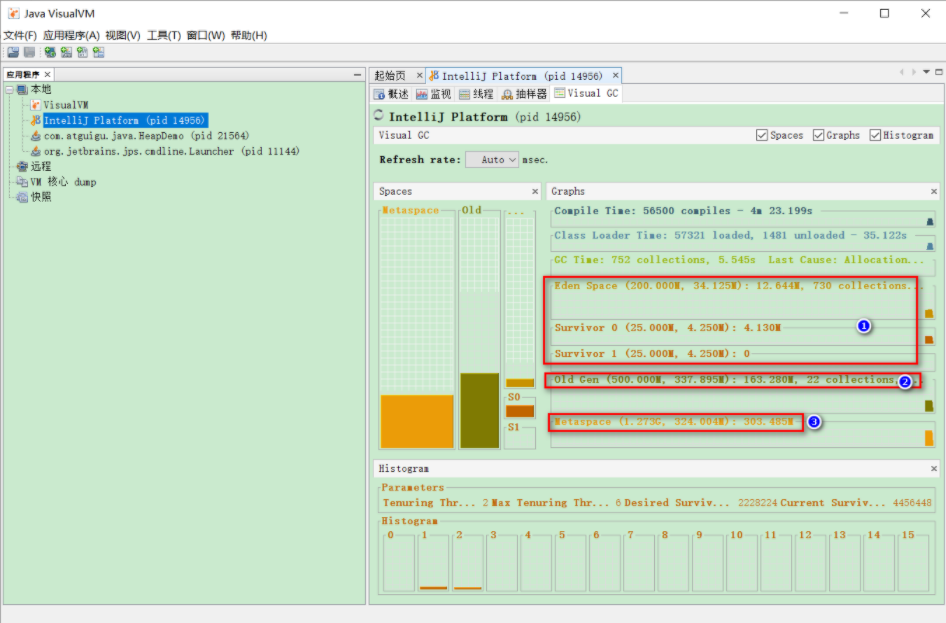 Java VisualVM
文件(F) 应用程序(A) 视图(V) 工具(T) 窗口(W) 帮助(H)
应用程序
本地
VisualVM
IntelliJ Platform (pid 14956)
com.atguigu.java.HeapDemo (pid 21564)
org.jetbrains.jps.cmdline.Launcher (pid 11144)
远程
VM 核心 dump
快照
起始页 IntelliJ Platform (pid 14956)
概述 监视 线程 抽样器 Visual GC
IntelliJ Platform (pid 14956)
Visual GC Spaces Graphs Histogram
Refresh rate: Auto msec.
Spaces
Metaspace Old ...
S0
S1
Graphs
Compile Time: 56500 compiles - 4m 23.199s
Class Loader Time: 57321 loaded, 1481 unloaded - 35.122s
GC Time: 752 collections, 5.545s Last Cause: Allocation...
Eden Space (200.000M, 34.125M): 12.644M, 730 collections...
Survivor 0 (25.000M, 4.250M): 4.130M
1
Survivor 1 (25.000M, 4.250M): 0
Old Gen (500.000M, 337.895M): 163.280M, 22 collections,
2
Metaspace (1.273G, 324.004M): 303.485M
3
Histogram
Parameters
Tenuring Thr... 2 Max Tenuring Thr... 6 Desired Surviv... 2228224 Current Surviv... 4456448
Histogram
0 1 2 3 4 5 6 7 8 9 10 11 12 13 14 15